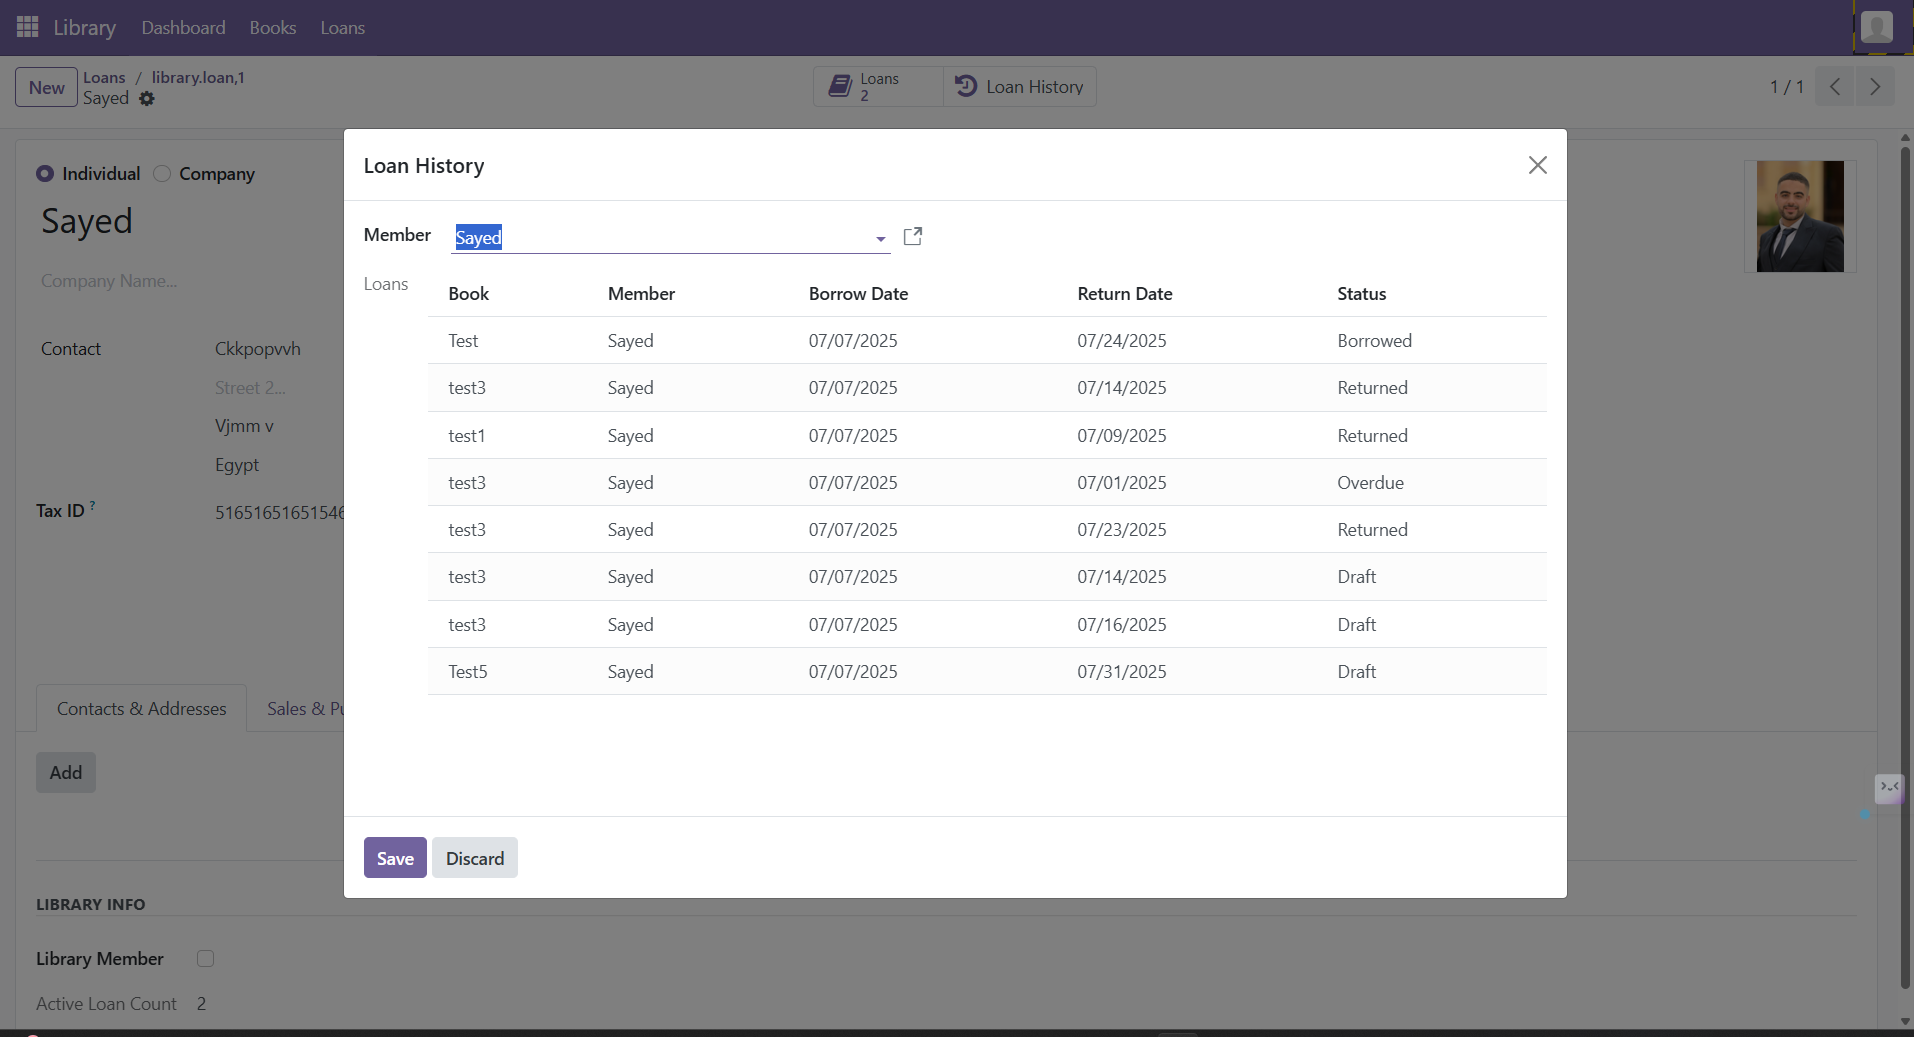 Library Dashboard Books Loans
New
Loans / library.loan,1
Sayed
Loans
2
Loan History
1 / 1
Individual Company
Sayed
Company Name...
Contact Ckkpopvvh
Street 2...
Vjmm v
Egypt
Tax ID ? 51651651651546
Contacts & Addresses Sales & Pu
Add
LIBRARY INFO
Library Member
Active Loan Count 2
Loan History
Member Sayed
Loans
Book Member Borrow Date Return Date Status
Test Sayed 07/07/2025 07/24/2025 Borrowed
test3 Sayed 07/07/2025 07/14/2025 Returned
test1 Sayed 07/07/2025 07/09/2025 Returned
test3 Sayed 07/07/2025 07/01/2025 Overdue
test3 Sayed 07/07/2025 07/23/2025 Returned
test3 Sayed 07/07/2025 07/14/2025 Draft
test3 Sayed 07/07/2025 07/16/2025 Draft
Test5 Sayed 07/07/2025 07/31/2025 Draft
Save Discard